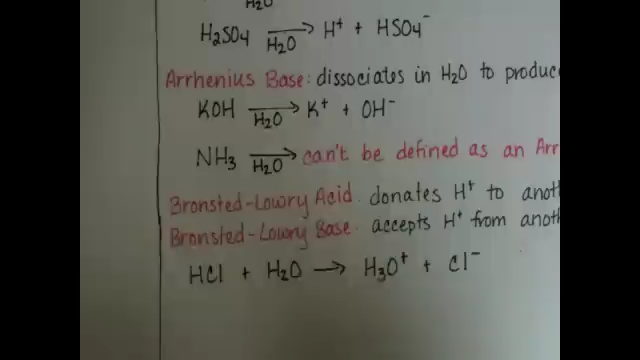 H2O
H₂SO₄ →H₂O H⁺ + HSO₄⁻
Arrhenius Base: dissociates in H₂O to produce
KOH →H₂O K⁺ + OH⁻
NH₃ →H₂O can't be defined as an Arr
Bronsted-Lowry Acid: donates H⁺ to anoth
Bronsted-Lowry Base: accepts H⁺ from anoth
HCl + H₂O → H₃O⁺ + Cl⁻